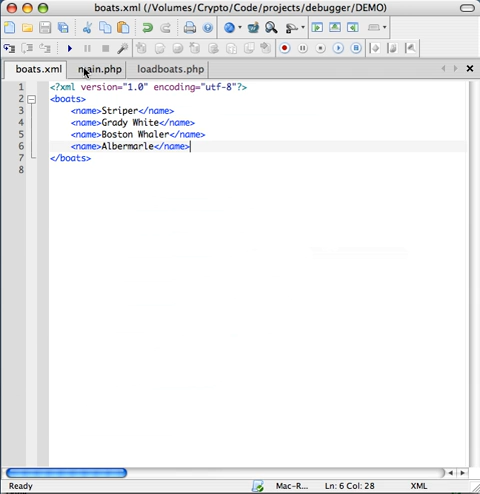 boats.xml (/Volumes/Crypto/Code/projects/debugger/DEMO)
boats.xml main.php loadboats.php
1 <?xml version="1.0" encoding="utf-8"?>
2 <boats>
3 <name>Striper</name>
4 <name>Grady White</name>
5 <name>Boston Whaler</name>
6 <name>Albermarle</name>
7 </boats>
8
Ready Mac-R... Ln: 6 Col: 28 XML